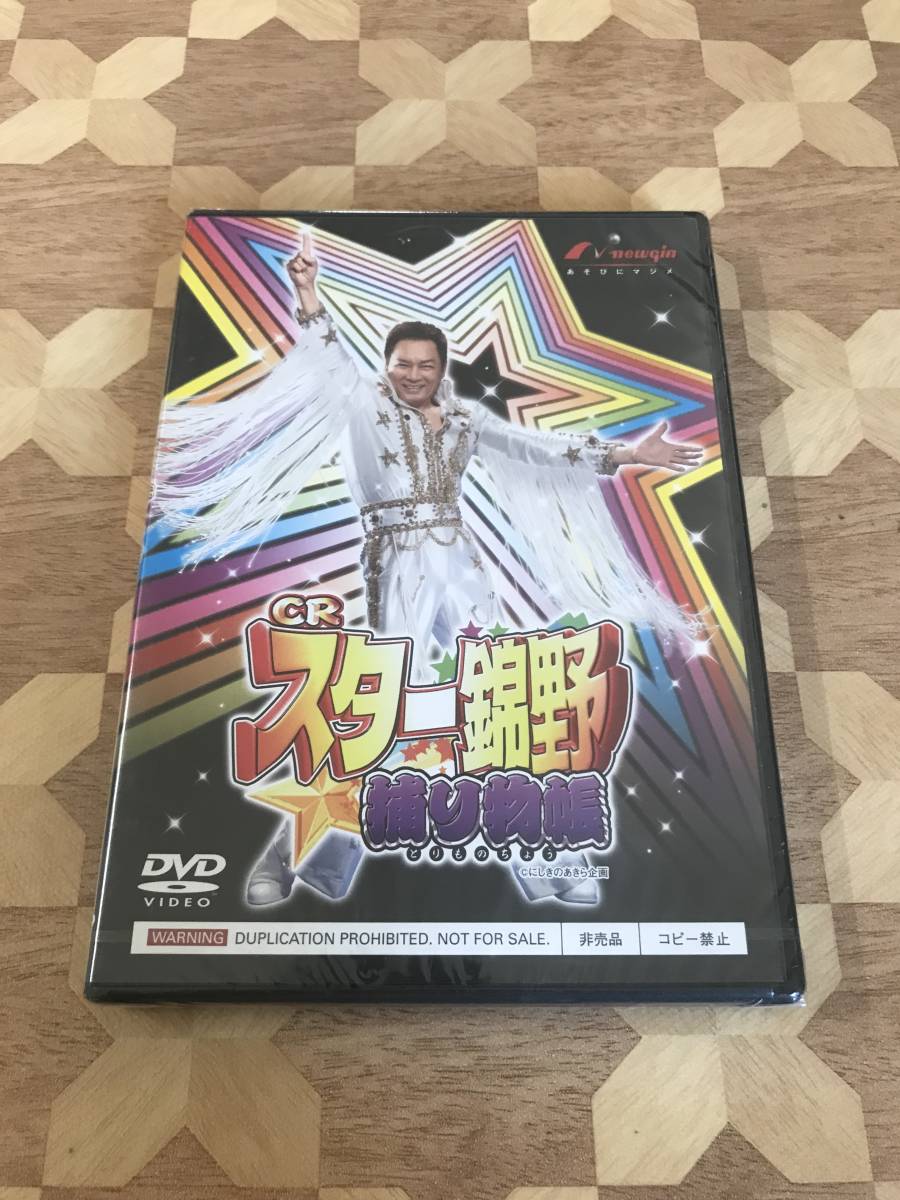 newgin
あそびにマジメ
CR
スター錦野
捕り物帳
とりものちょう
©にしきのあきら企画
DVD
VIDEO
WARNING DUPLICATION PROHIBITED. NOT FOR SALE. 非売品 コピー禁止